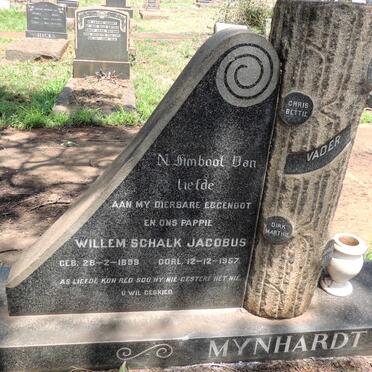 HICKS
'N Simbool Van
Liefde
AAN MY DIERBARE EGGENOOT
EN ONS PAPPIE
WILLEM SCHALK JACOBUS
GEB. 28-2-1899 OORL. 12-12-1957
AS LIEFDE KON RED SOU HY NIE GESTERF HET NIE.
U WIL GESKIED.
CHRIS
BETTIE
VADER
DIRK
MARTHIE
MYNHARDT